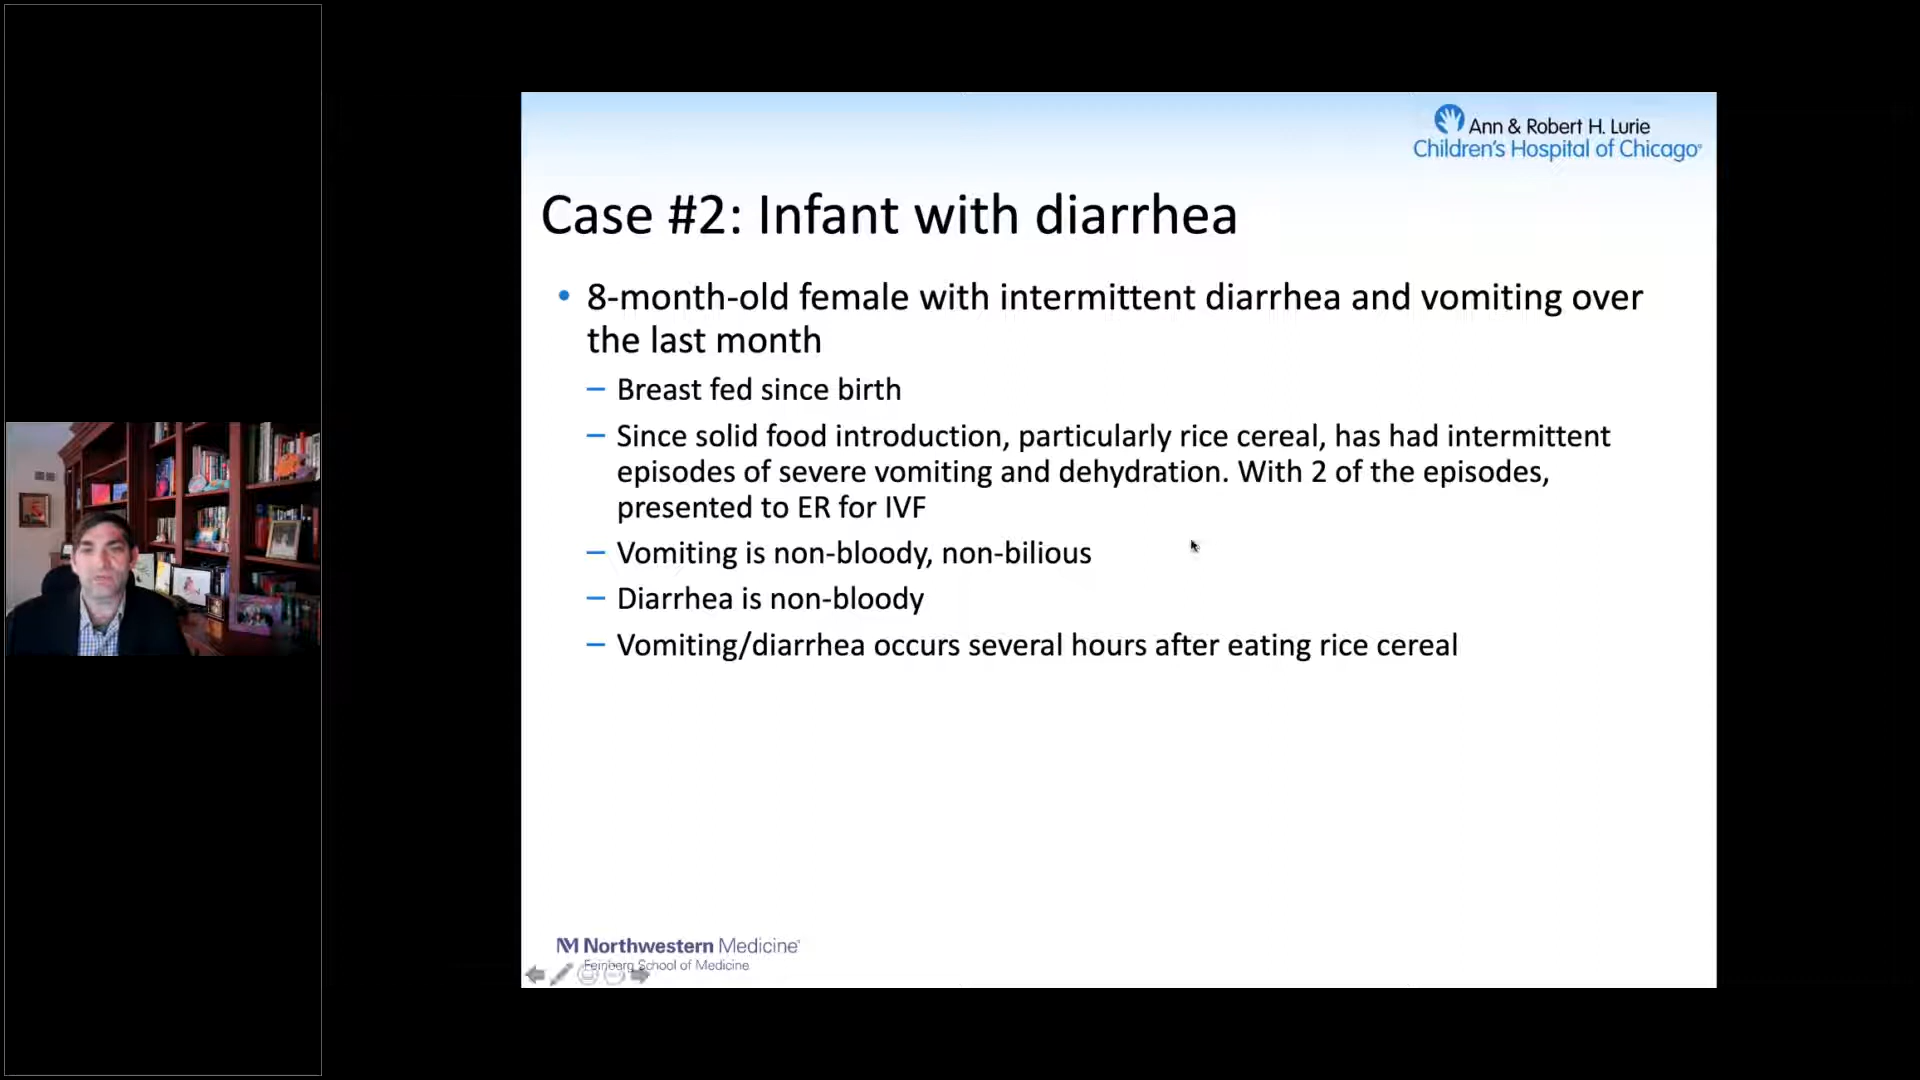 Ann & Robert H. Lurie
Children's Hospital of Chicago®
Case #2: Infant with diarrhea
• 8-month-old female with intermittent diarrhea and vomiting over
the last month
– Breast fed since birth
– Since solid food introduction, particularly rice cereal, has had intermittent
episodes of severe vomiting and dehydration. With 2 of the episodes,
presented to ER for IVF
– Vomiting is non-bloody, non-bilious
– Diarrhea is non-bloody
– Vomiting/diarrhea occurs several hours after eating rice cereal
NM Northwestern Medicine®
Feinberg School of Medicine